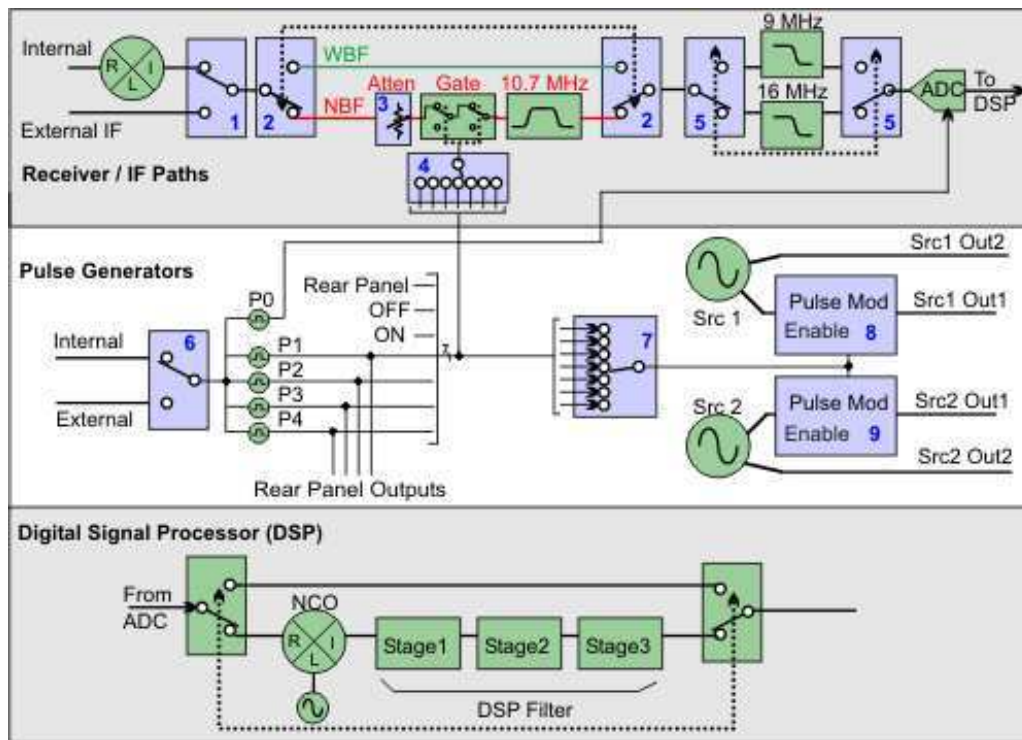 Internal
R
I
L
External IF
1
2
WBF
NBF
Atten
3
Gate
10.7 MHz
4
2
5
9 MHz
16 MHz
5
ADC
To
DSP
Receiver / IF Paths
Pulse Generators
Internal
External
6
P0
P1
P2
P3
P4
Rear Panel
OFF
ON
7
Rear Panel Outputs
7
Src 1
Src1 Out2
Pulse Mod
Enable 8
Src1 Out1
Src 2
Pulse Mod
Enable 9
Src2 Out1
Src2 Out2
Digital Signal Processor (DSP)
From
ADC
NCO
R
I
L
Stage1
Stage2
Stage3
DSP Filter